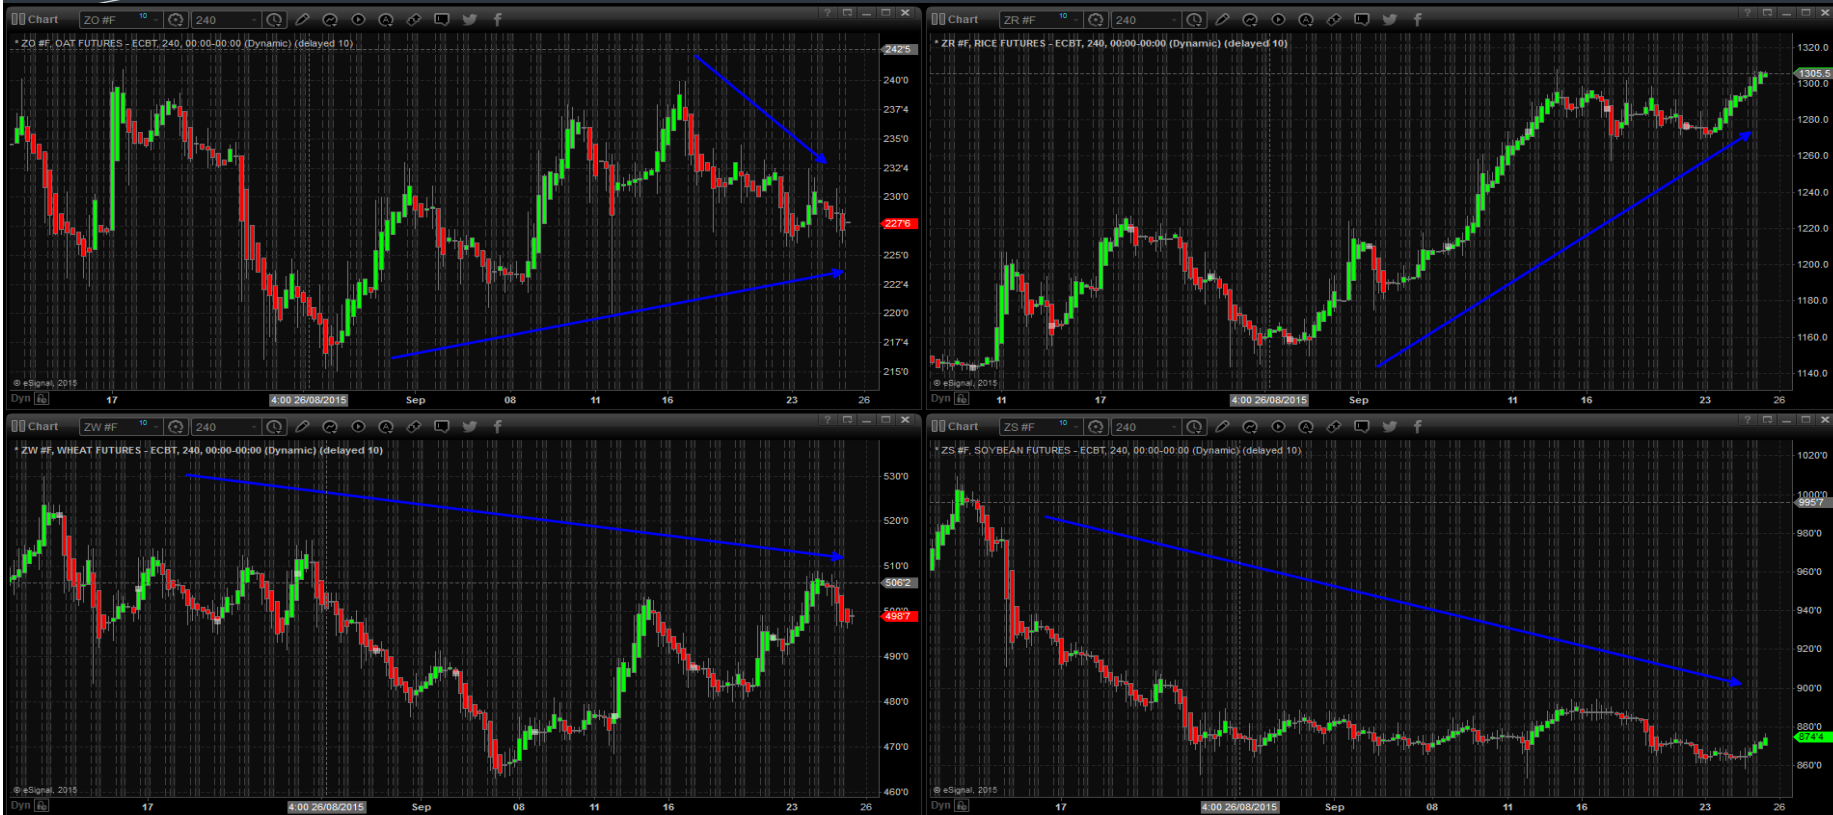 Chart ZO #F 10 240
* ZO #F, OAT FUTURES - ECBT, 240, 00:00-00:00 (Dynamic) (delayed 10)
242'5
240'0
237'4
235'0
232'4
230'0
227'6
225'0
222'4
220'0
217'4
215'0
© eSignal, 2015
Dyn 17 4:00 26/08/2015 Sep 08 11 16 23 26
Chart ZR #F 10 240
* ZR #F, RICE FUTURES - ECBT, 240, 00:00-00:00 (Dynamic) (delayed 10)
1320.0
1305.5
1300.0
1280.0
1260.0
1240.0
1220.0
1200.0
1180.0
1160.0
1140.0
© eSignal, 2015
Dyn 11 17 4:00 26/08/2015 Sep 11 16 23 26
Chart ZW #F 10 240
* ZW #F, WHEAT FUTURES - ECBT, 240, 00:00-00:00 (Dynamic) (delayed 10)
530'0
520'0
510'0
506'2
500'0
498'7
490'0
480'0
470'0
460'0
© eSignal, 2015
Dyn 17 4:00 26/08/2015 Sep 08 11 16 23 26
Chart ZS #F 10 240
* ZS #F, SOYBEAN FUTURES - ECBT, 240, 00:00-00:00 (Dynamic) (delayed 10)
1020'0
1000'0
995'7
980'0
960'0
940'0
920'0
900'0
880'0
874'4
860'0
© eSignal, 2015
Dyn 17 4:00 26/08/2015 Sep 08 11 16 23 26